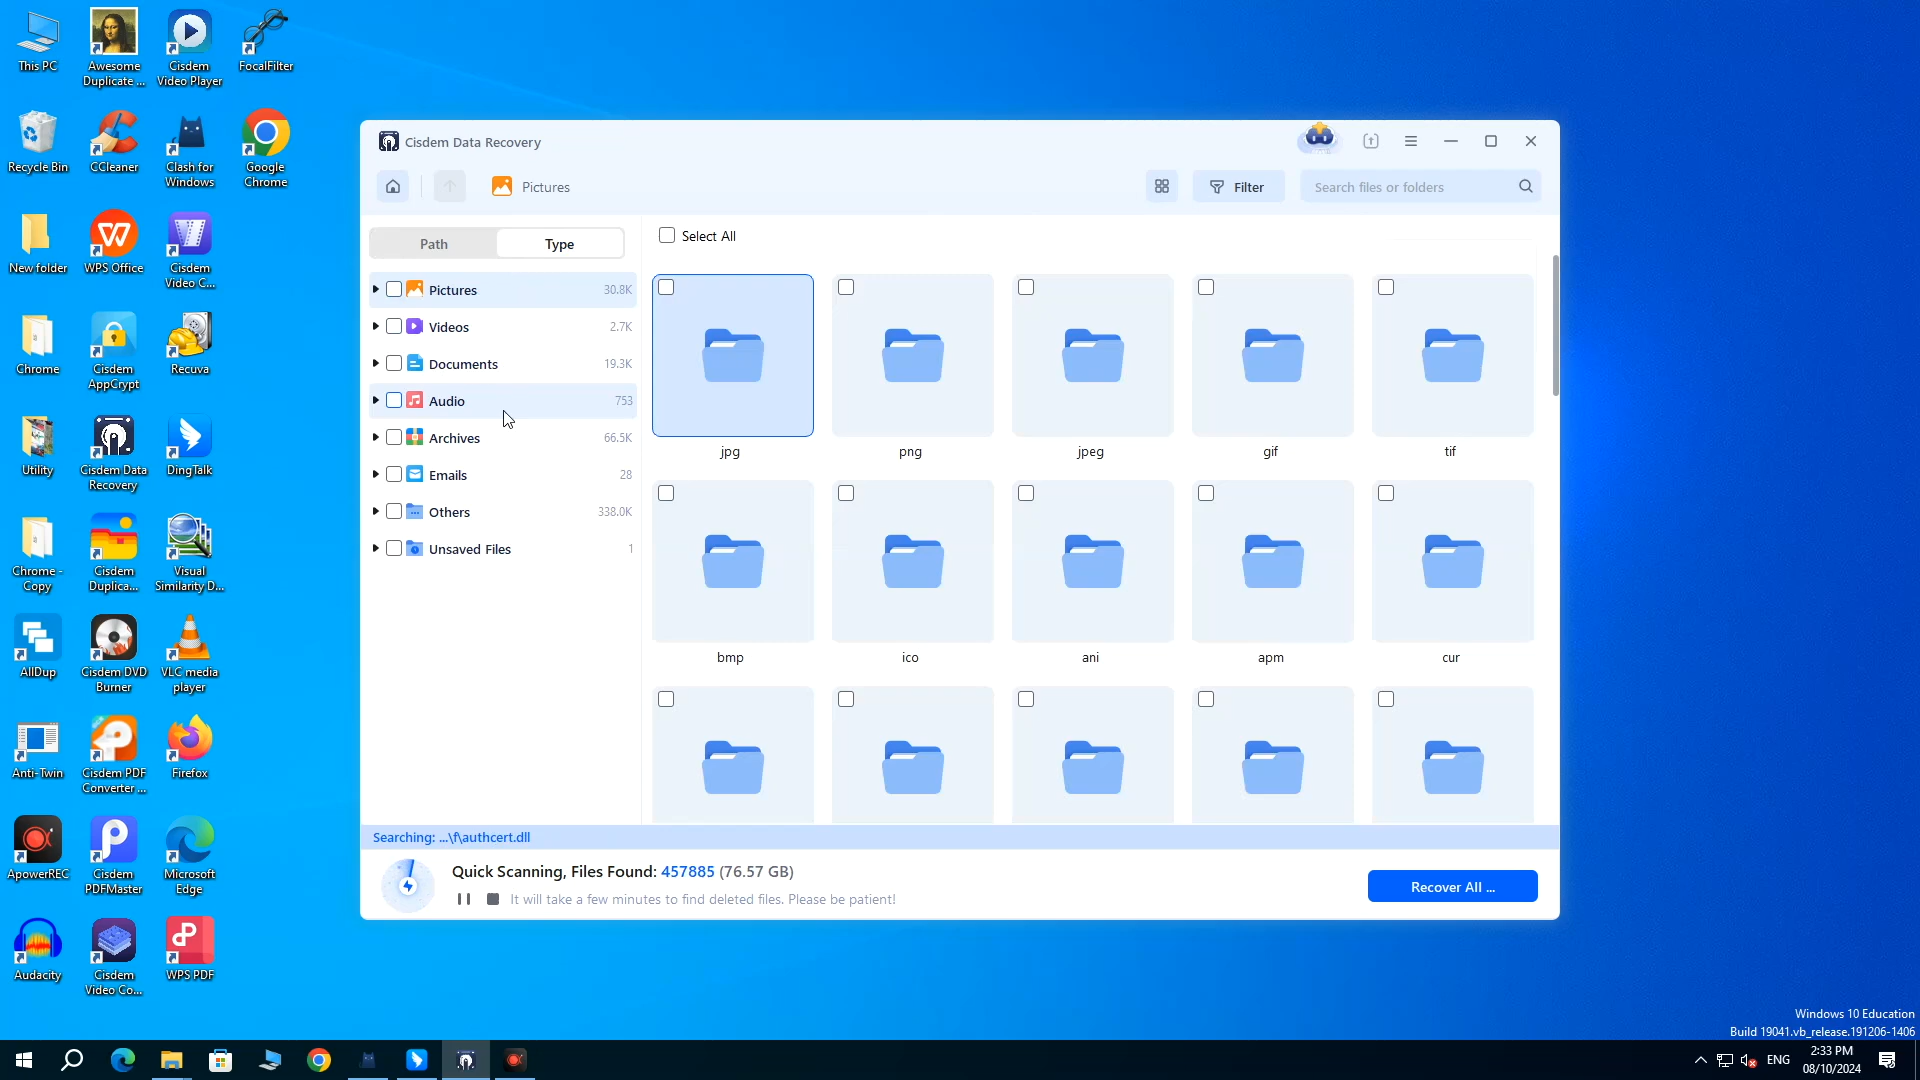 This PC
Awesome
Duplicate ...
Cisdem
Video Player
FocalFilter
Recycle Bin
CCleaner
Clash for
Windows
Google
Chrome
New folder
WPS Office
Cisdem
Video C...
Chrome
Cisdem
AppCrypt
Recuva
Utility
Cisdem Data
Recovery
DingTalk
Chrome -
Copy
Cisdem
Duplica...
Visual
Similarity D...
AllDup
Cisdem DVD
Burner
VLC media
player
Anti-Twin
Cisdem PDF
Converter ...
Firefox
ApowerREC
Cisdem
PDFMaster
Microsoft
Edge
Audacity
Cisdem
Video Co...
WPS PDF
Cisdem Data Recovery
Pictures
Filter
Search files or folders
Path
Type
Select All
Pictures 30.8K
Videos 2.7K
Documents 19.3K
Audio 753
Archives 66.5K
Emails 28
Others 338.0K
Unsaved Files 1
jpg
png
jpeg
gif
tif
bmp
ico
ani
apm
cur
Searching: ...\f\authcert.dll
Quick Scanning, Files Found: 457885 (76.57 GB)
It will take a few minutes to find deleted files. Please be patient!
Recover All ...
Windows 10 Education
Build 19041.vb_release.191206-1406
ENG
2:33 PM
08/10/2024